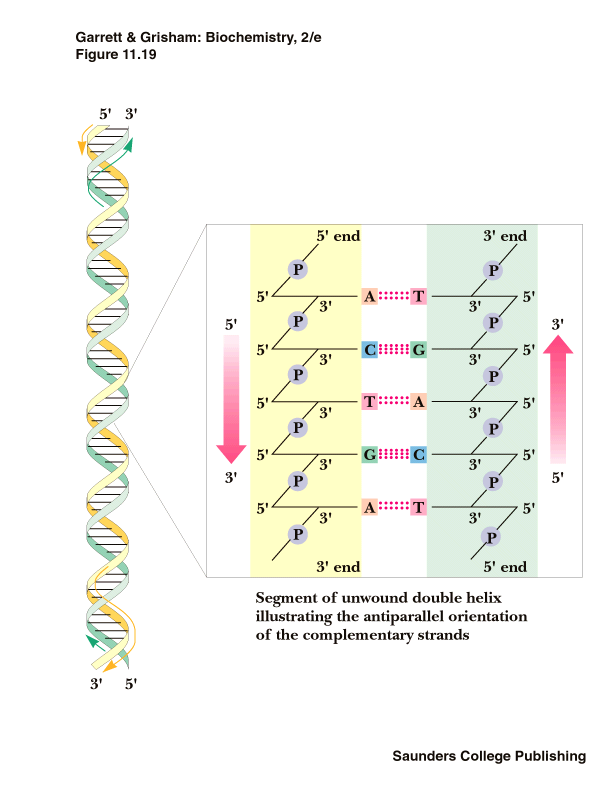 Garrett & Grisham: Biochemistry, 2/e
Figure 11.19
5' 3'
5' end 3' end
P P
5' A T 5'
3' 3'
P P
5' 3'
5' C G 5'
3' 3'
P P
5' T A 5'
3' 3'
P P
5' G C 5'
3' 3'
3' 5'
P P
5' A T 5'
3' 3'
P P
3' end 5' end
Segment of unwound double helix
illustrating the antiparallel orientation
of the complementary strands
3' 5'
Saunders College Publishing